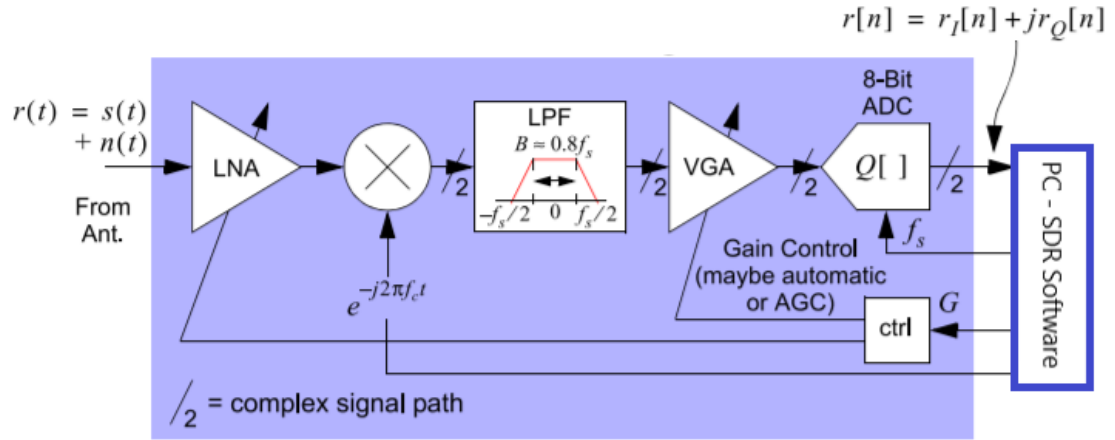 r[n] = r_I[n] + jr_Q[n]
8-Bit
ADC
r(t) = s(t)
+ n(t)
From
Ant.
LNA
2
LPF
B ≈ 0.8f_s
-f_s/2 0 f_s/2
2
VGA
2
Q[ ]
2
f_s
e^{-j2πf_ct}
Gain Control
(maybe automatic
or AGC)
G
ctrl
PC - SDR Software
/2 = complex signal path